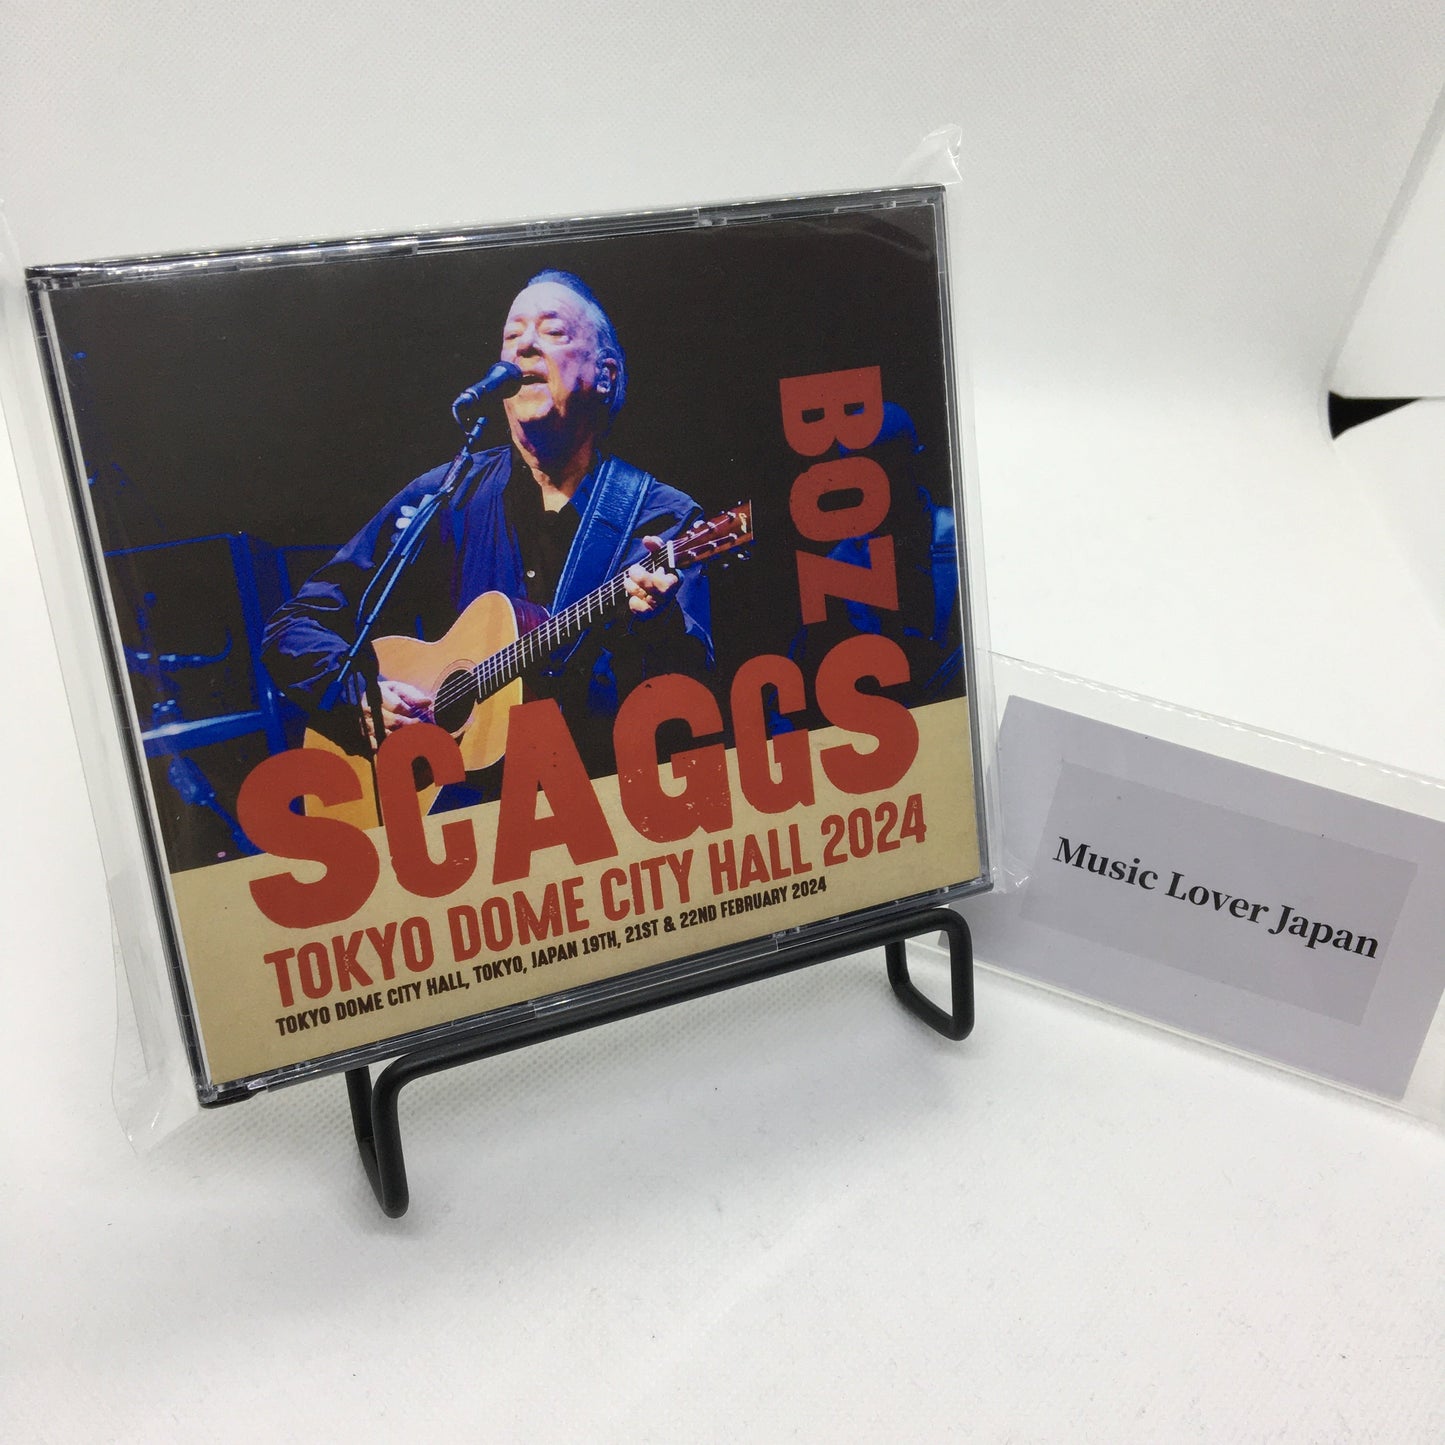 BOZ
SCAGGS
TOKYO DOME CITY HALL 2024
TOKYO DOME CITY HALL, TOKYO, JAPAN 19TH, 21ST & 22ND FEBRUARY 2024
Music Lover Japan